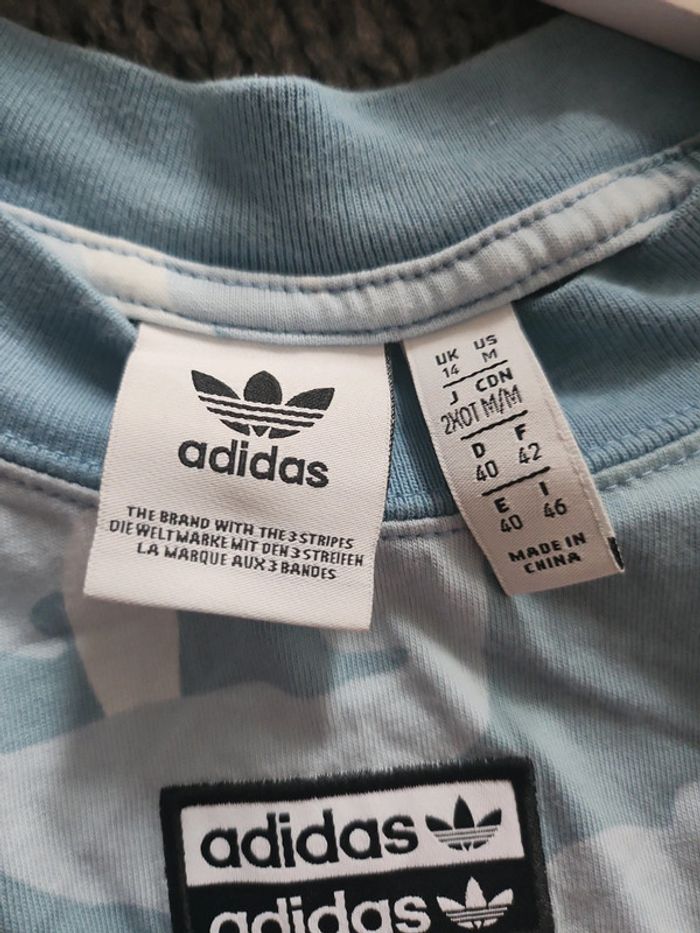 adidas
THE BRAND WITH THE 3 STRIPES
DIE WELTMARKE MIT DEN 3 STREIFEN
LA MARQUE AUX 3 BANDES
UK US
14 M
J CDN
2XOT M/M
D F
40 42
E I
40 46
MADE IN
CHINA
adidas
adidas